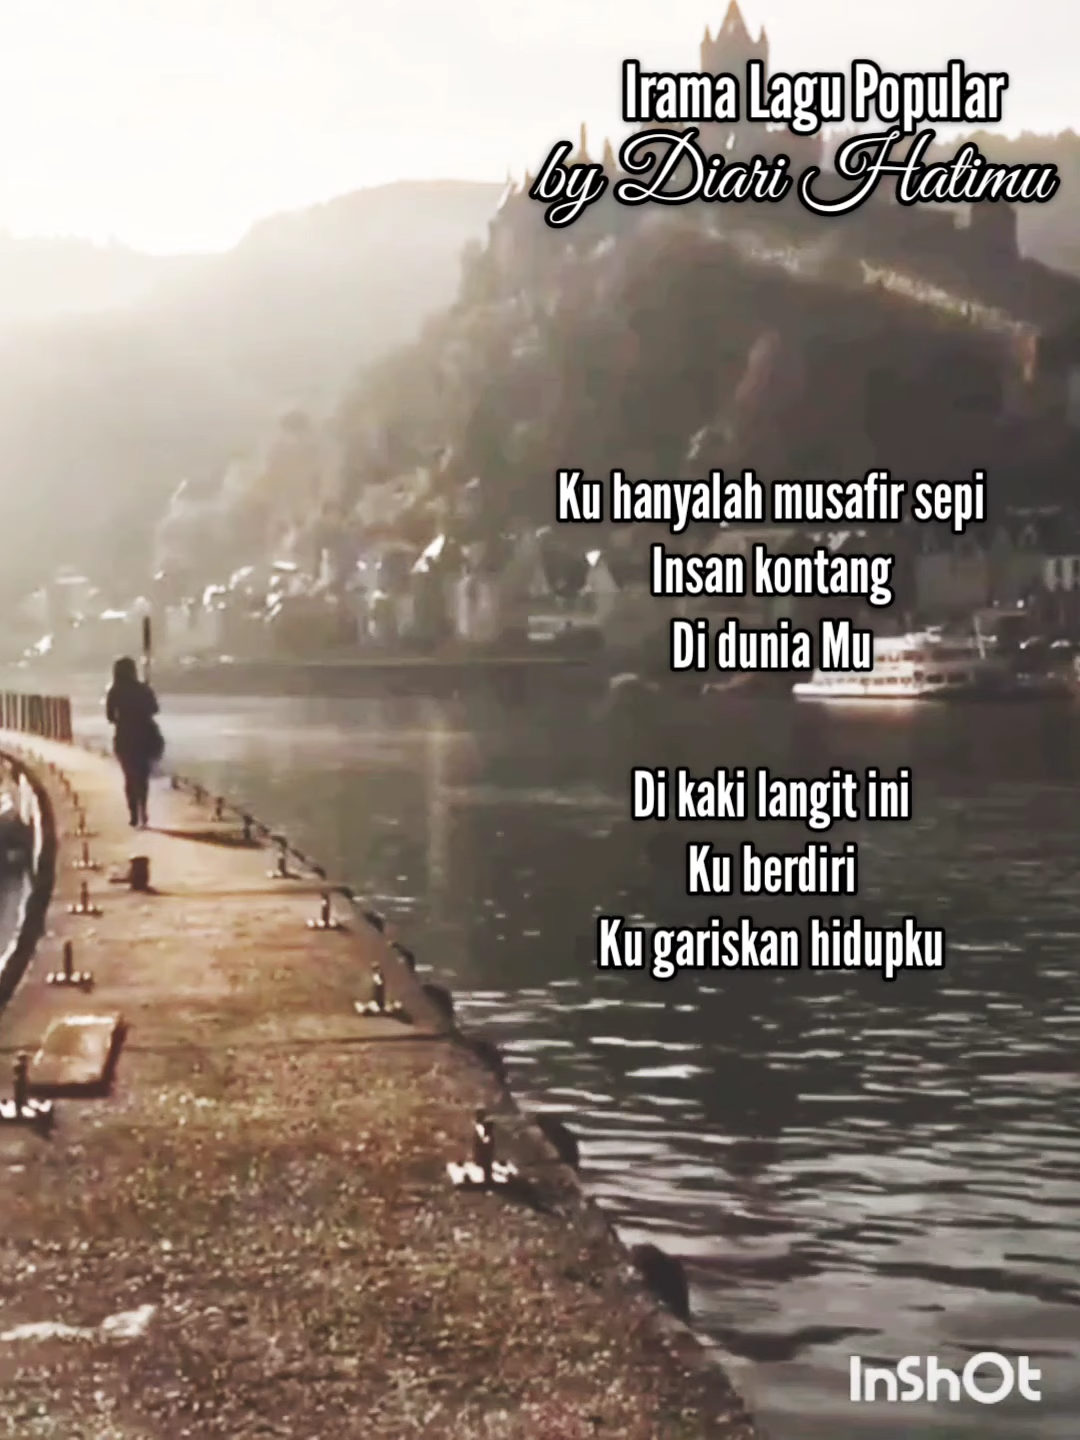 Irama Lagu Popular
by Diari Hatimu
Ku hanyalah musafir sepi
Insan kontang
Di dunia Mu
Di kaki langit ini
Ku berdiri
Ku gariskan hidupku
InShOt